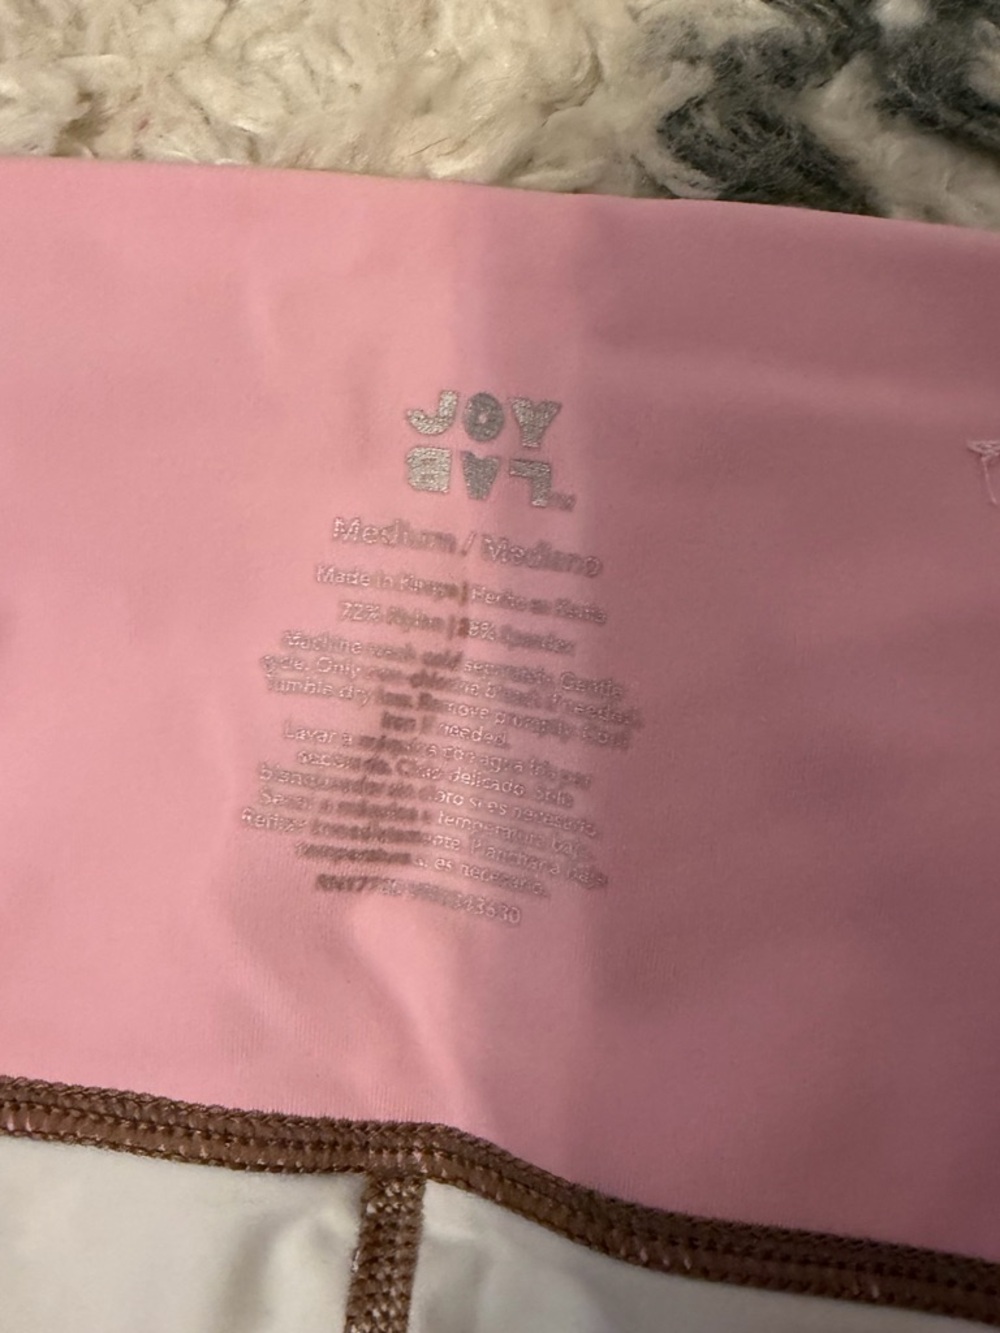 JOY
LAB
Medium / Mediano
Made in Kenya | Hecho en Kenia
72% Nylon | 28% Spandex
Machine wash cold separately. Gentle
cycle. Only non-chlorine bleach if needed.
Tumble dry low. Remove promptly. Cool
iron if needed.
Lavar a máquina con agua fría por
separado. Ciclo delicado. Solo
blanqueador sin cloro si es necesario.
Secar a máquina a temperatura baja.
Retirar inmediatamente. Planchar a baja
temperatura si es necesario.